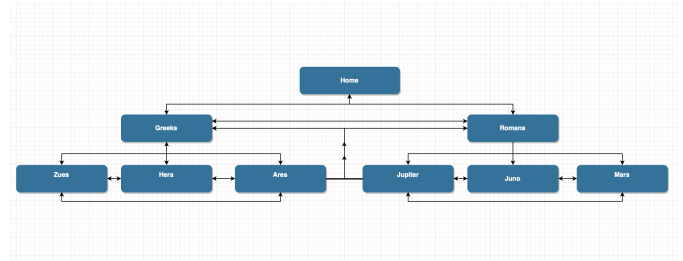 Home
Greeks
Romans
Zues
Hera
Ares
Jupiter
Juno
Mars